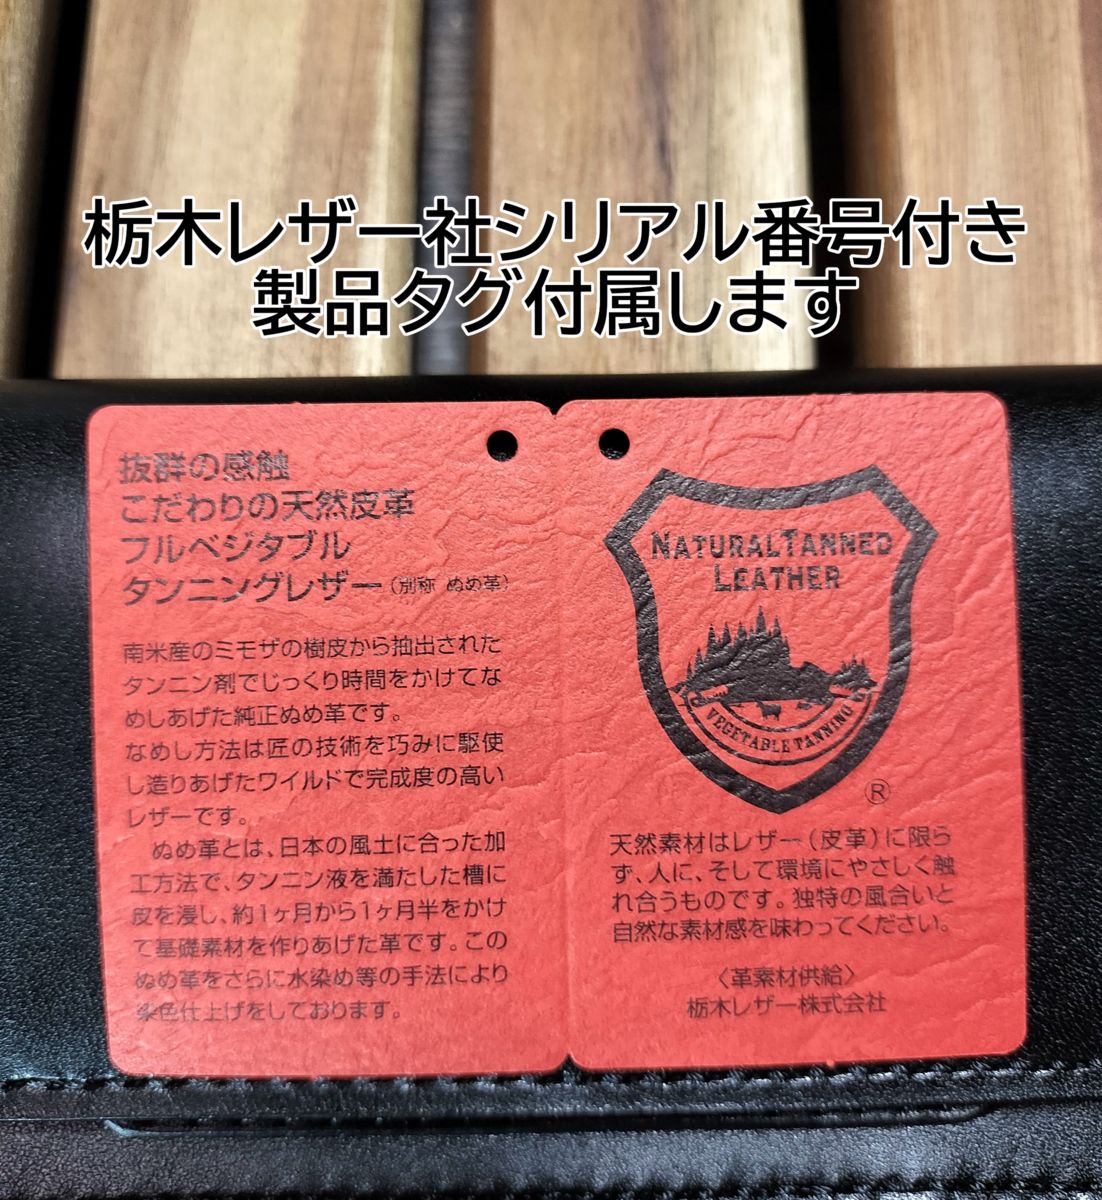 栃木レザー社シリアル番号付き
製品タグ付属します
抜群の感触
こだわりの天然皮革
フルベジタブル
タンニングレザー（別称 ぬめ革）
南米産のミモザの樹皮から抽出された
タンニン剤でじっくり時間をかけてな
めしあげた純正ぬめ革です。
なめし方法は匠の技術を巧みに駆使
し造りあげたワイルドで完成度の高い
レザーです。
ぬめ革とは、日本の風土に合った加
工方法で、タンニン液を満たした槽に
皮を浸し、約1ヶ月から1ヶ月半をかけ
て基礎素材を作りあげた革です。この
ぬめ革をさらに水染め等の手法により
染色仕上げをしております。
NATURAL TANNED
LEATHER
VEGETABLE TANNING
®
天然素材はレザー（皮革）に限ら
ず、人に、そして環境にやさしく触
れ合うものです。独特の風合いと
自然な素材感を味わってください。
〈革素材供給〉
栃木レザー株式会社